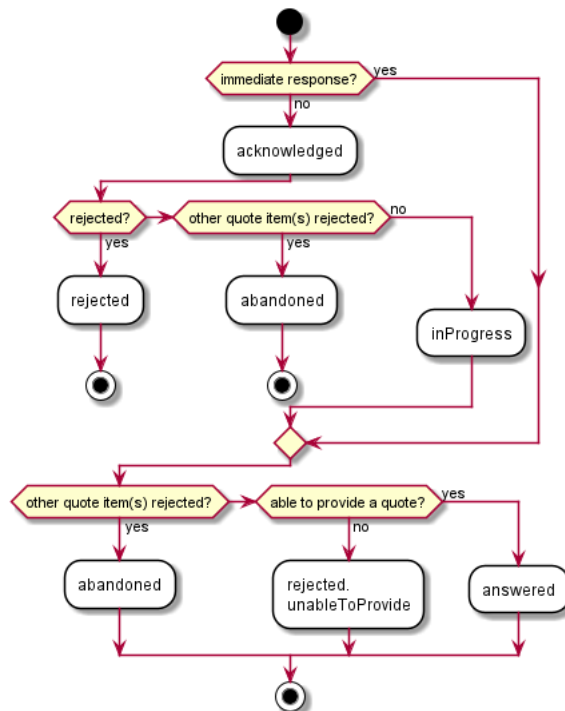 immediate response?
yes
no
acknowledged
rejected?
other quote item(s) rejected?
no
yes
yes
rejected
abandoned
inProgress
other quote item(s) rejected?
able to provide a quote?
yes
yes
no
abandoned
rejected.
unableToProvide
answered